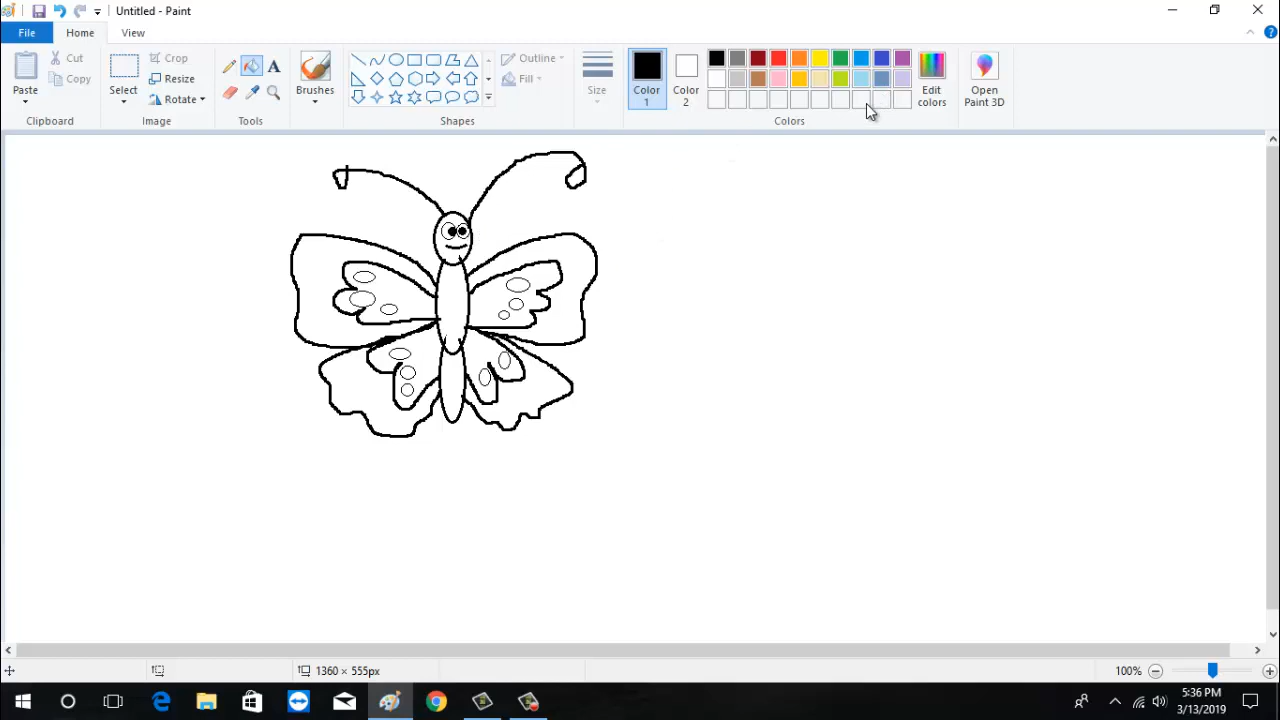 Untitled - Paint
File Home View
Paste Cut Copy
Clipboard
Select Crop Resize Rotate
Image
A
Tools
Brushes
Shapes
Outline Fill
Size
Color 1
Color 2
Colors
Edit colors
Open Paint 3D
1360 × 555px
100%
5:36 PM
3/13/2019